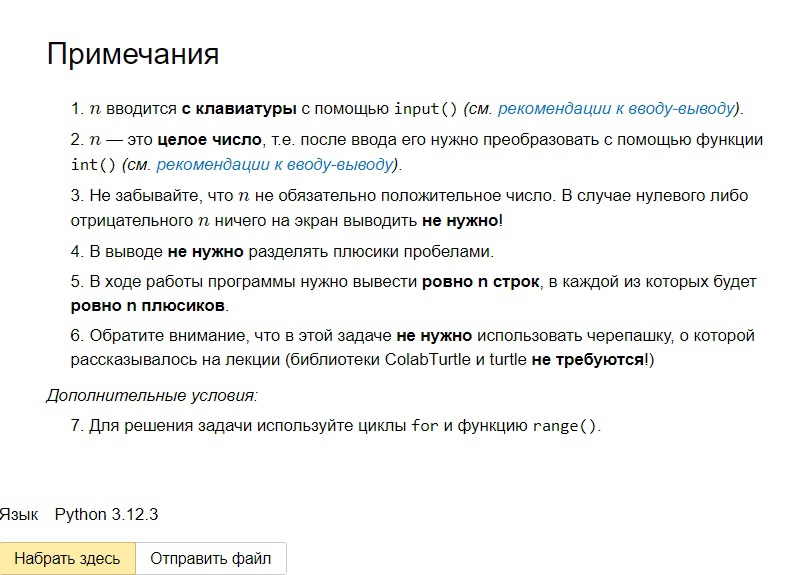 Примечания
1. n вводится с клавиатуры с помощью input() (см. рекомендации к вводу-выводу).
2. n — это целое число, т.е. после ввода его нужно преобразовать с помощью функции
int() (см. рекомендации к вводу-выводу).
3. Не забывайте, что n не обязательно положительное число. В случае нулевого либо
отрицательного n ничего на экран выводить не нужно!
4. В выводе не нужно разделять плюсики пробелами.
5. В ходе работы программы нужно вывести ровно n строк, в каждой из которых будет
ровно n плюсиков.
6. Обратите внимание, что в этой задаче не нужно использовать черепашку, о которой
рассказывалось на лекции (библиотеки ColabTurtle и turtle не требуются!)
Дополнительные условия:
7. Для решения задачи используйте циклы for и функцию range().
Язык Python 3.12.3
Набрать здесь Отправить файл